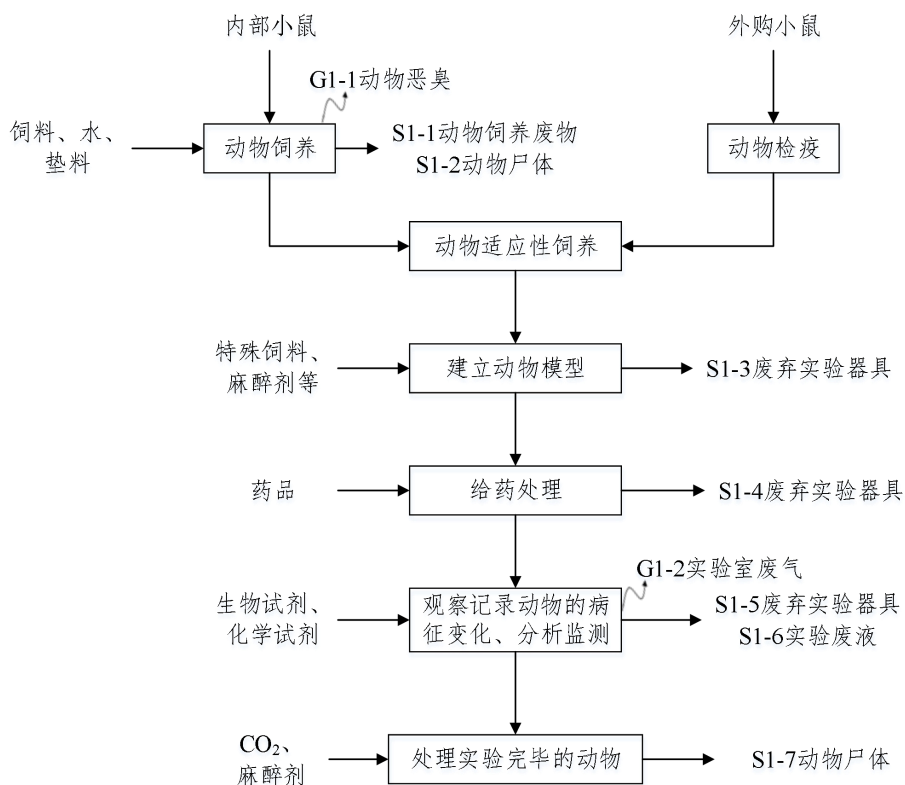 内部小鼠
外购小鼠
G1-1动物恶臭
饲料、水、
垫料
动物饲养
S1-1动物饲养废物
S1-2动物尸体
动物检疫
动物适应性饲养
特殊饲料、
麻醉剂等
建立动物模型
S1-3废弃实验器具
药品
给药处理
S1-4废弃实验器具
G1-2实验室废气
生物试剂、
化学试剂
观察记录动物的病
征变化、分析监测
S1-5废弃实验器具
S1-6实验废液
CO₂、
麻醉剂
处理实验完毕的动物
S1-7动物尸体